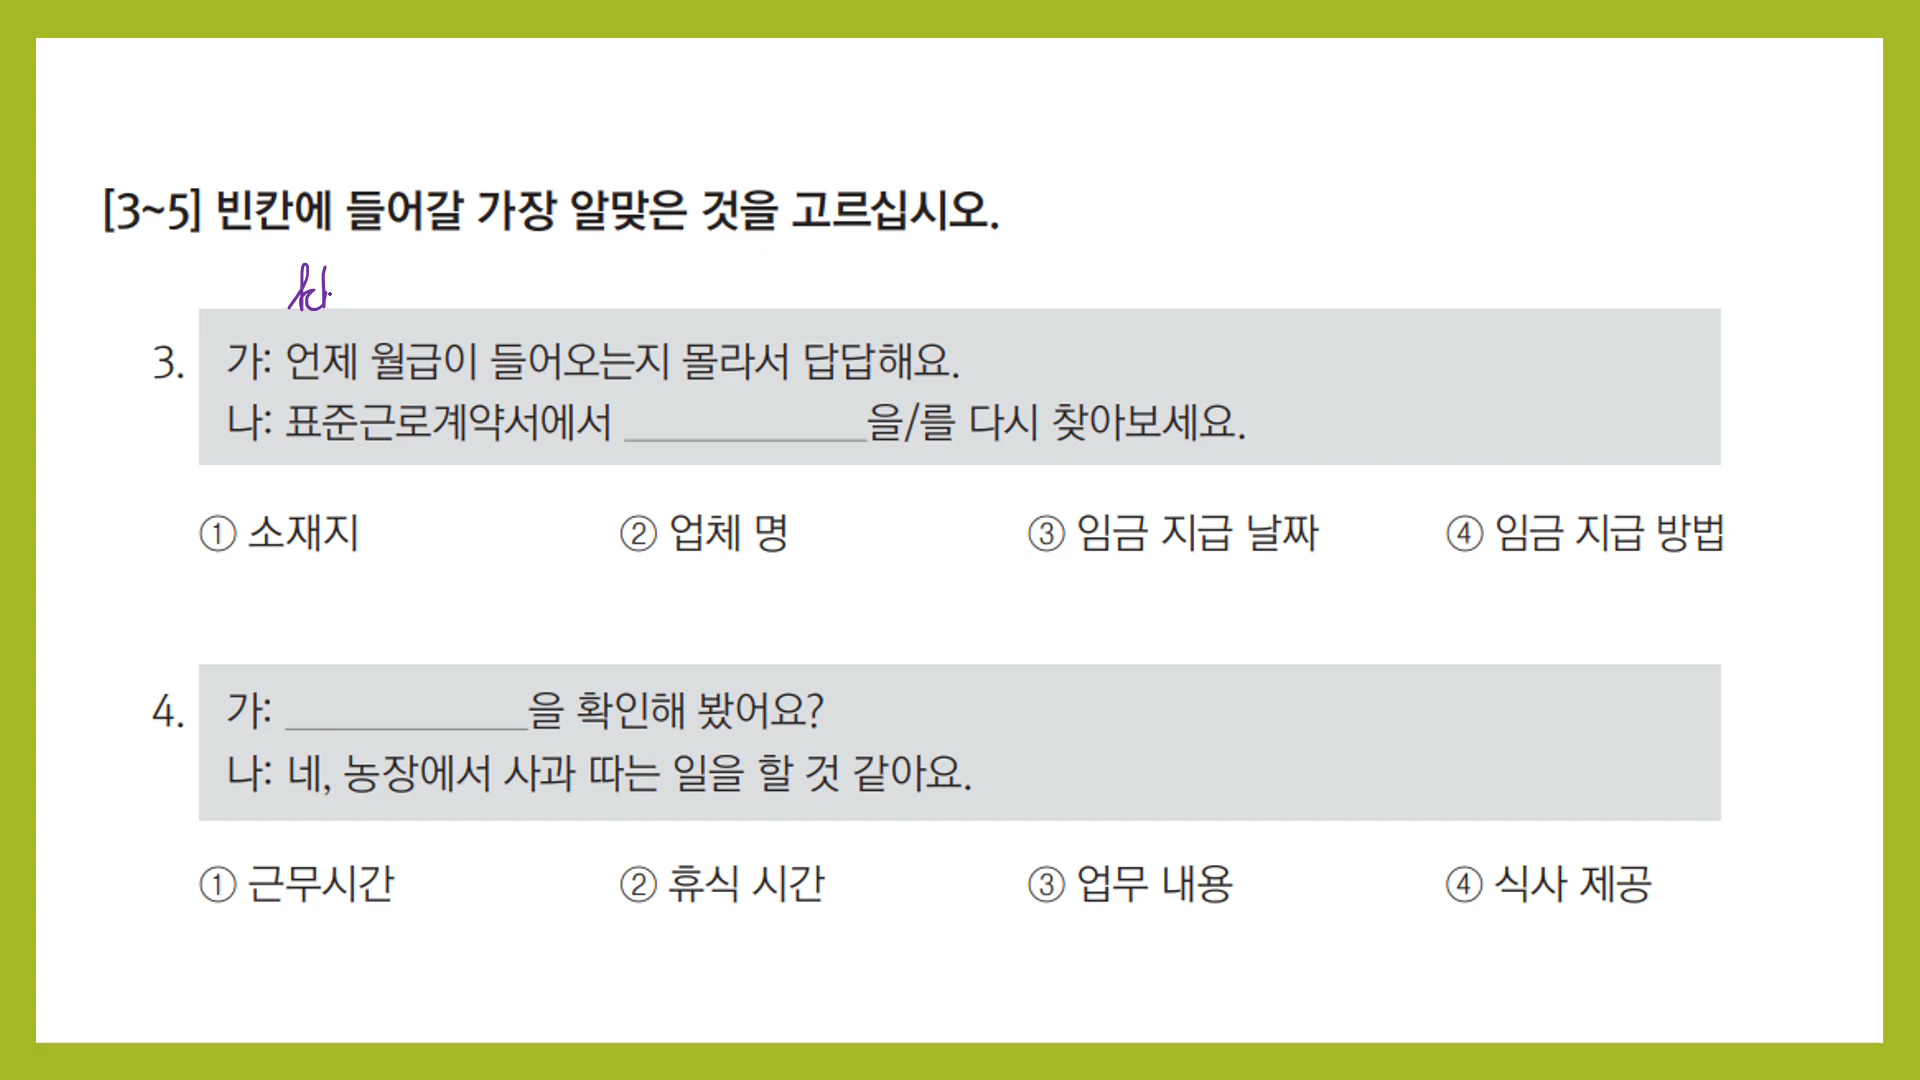 [3~5] 빈칸에 들어갈 가장 알맞은 것을 고르십시오.
3. 가: 언제 월급이 들어오는지 몰라서 답답해요.
나: 표준근로계약서에서 ____________을/를 다시 찾아보세요.
① 소재지 ② 업체 명 ③ 임금 지급 날짜 ④ 임금 지급 방법
4. 가: ____________을 확인해 봤어요?
나: 네, 농장에서 사과 따는 일을 할 것 같아요.
① 근무시간 ② 휴식 시간 ③ 업무 내용 ④ 식사 제공